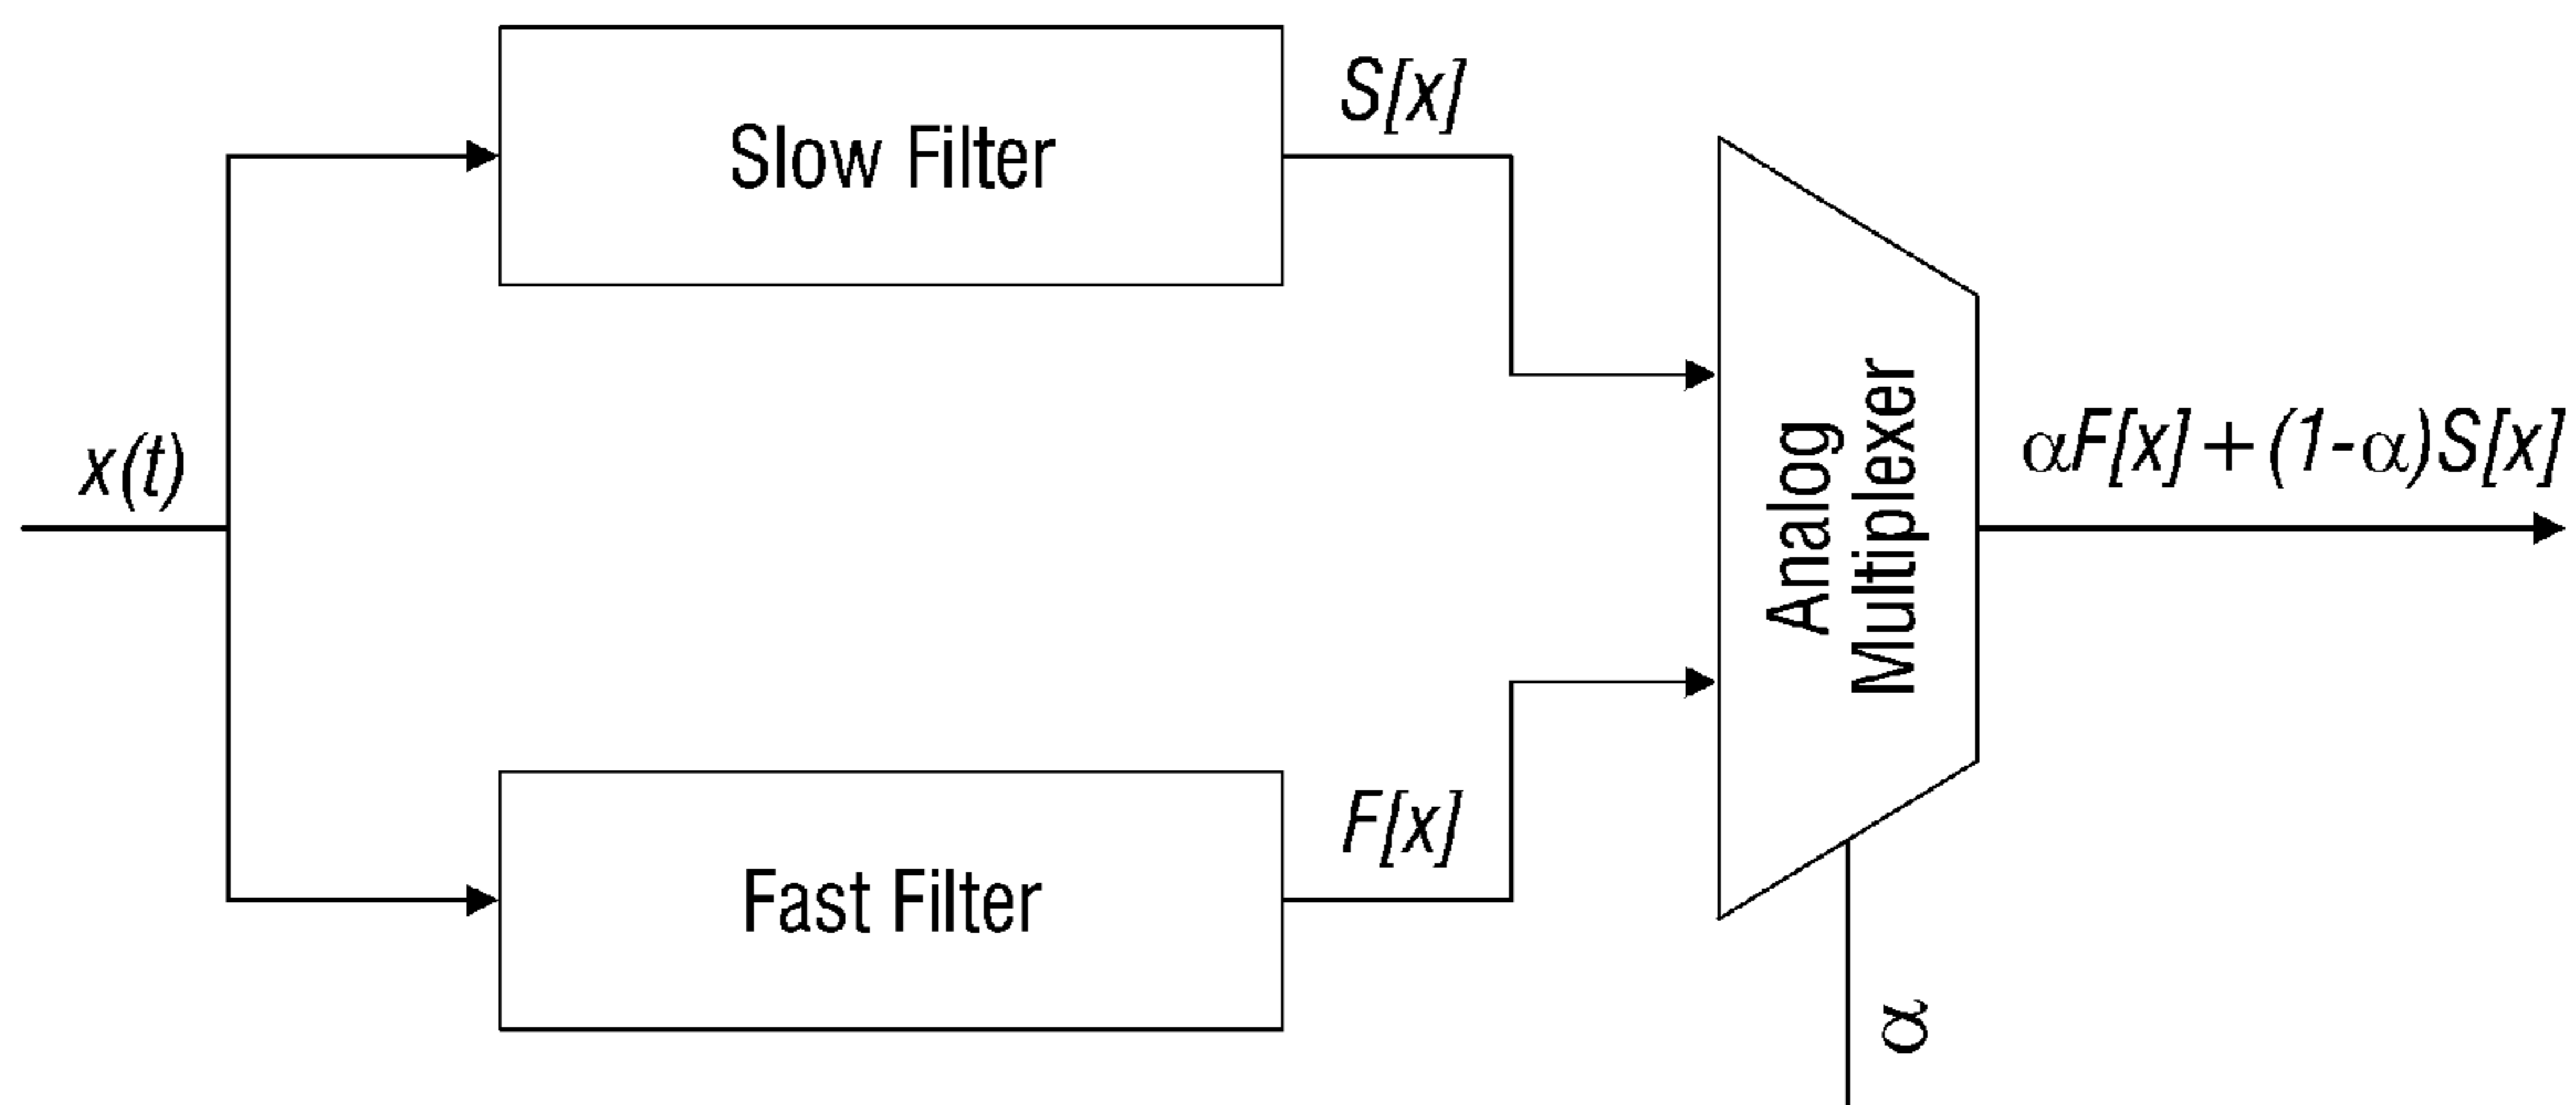 x(t)
Slow Filter
S[x]
Fast Filter
F[x]
Analog
Multiplexer
αF[x]+(1-α)S[x]
α